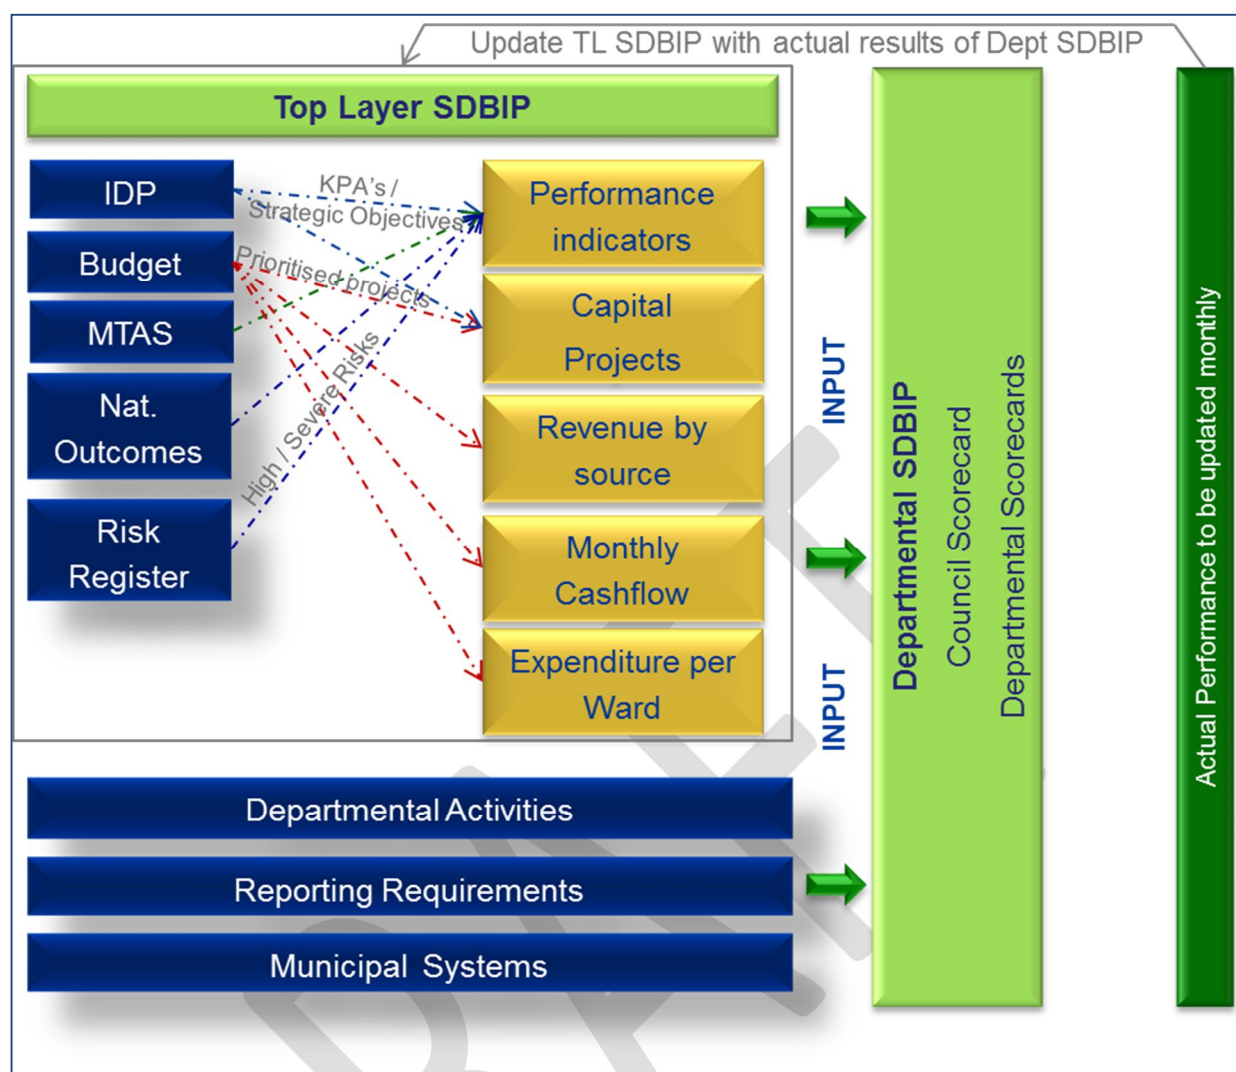 Update TL SDBIP with actual results of Dept SDBIP
Top Layer SDBIP
IDP
Budget
MTAS
Nat.
Outcomes
Risk
Register
KPA's /
Strategic Objectives
Prioritised projects
High / Severe Risks
Performance
indicators
Capital
Projects
Revenue by
source
Monthly
Cashflow
Expenditure per
Ward
INPUT
INPUT
Departmental SDBIP
Council Scorecard
Departmental Scorecards
Actual Performance to be updated monthly
Departmental Activities
Reporting Requirements
Municipal Systems
DRAFT